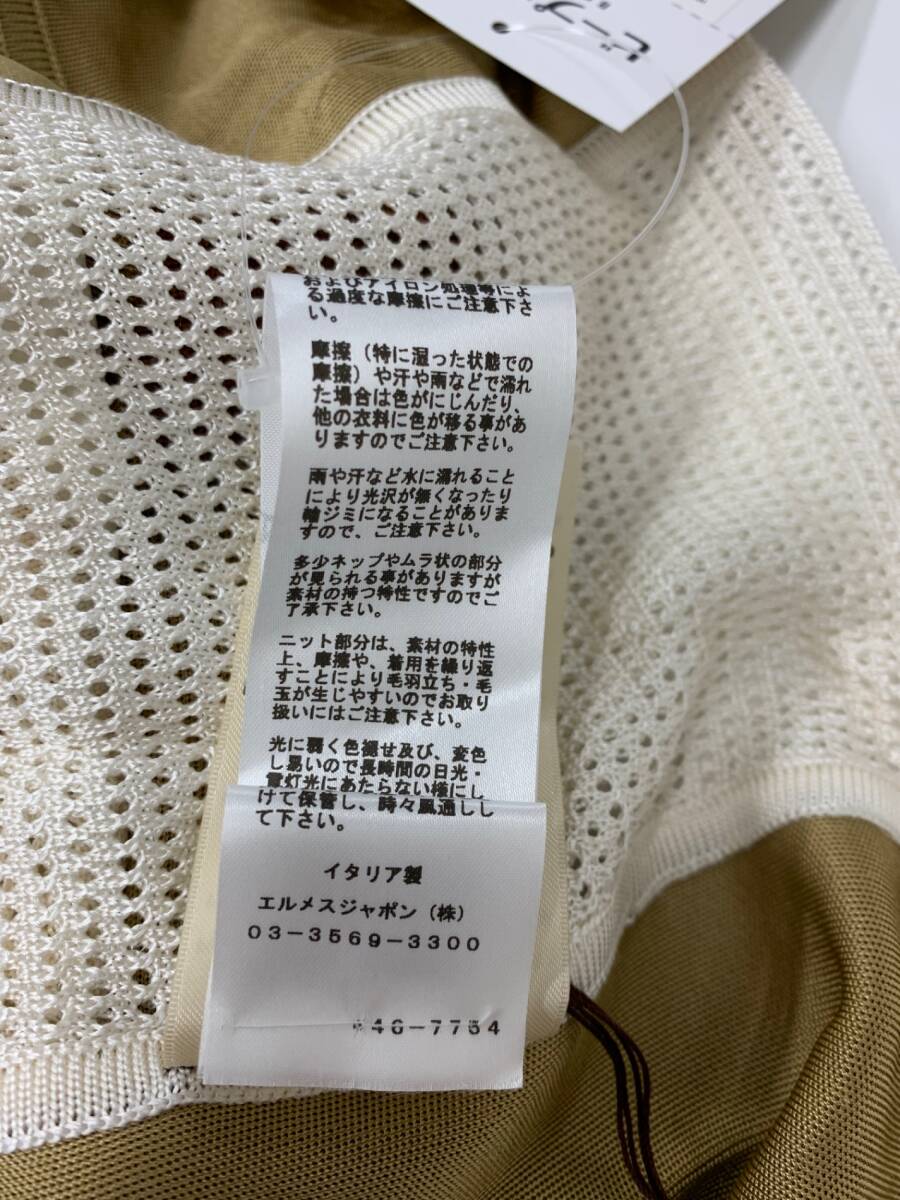 ビープ
およびアイロン処理等によ
る過度な摩擦にご注意下さ
い。
摩擦（特に湿った状態での
摩擦）や汗や雨などで濡れ
た場合は色がにじんだり、
他の衣料に色が移る事があ
りますのでご注意下さい。
雨や汗など水に濡れること
により光沢が無くなったり
輪ジミになることがありま
すので、ご注意下さい。
多少ネップやムラ状の部分
が見られる事がありますが
素材の持つ特性ですのでご
了承下さい。
ニット部分は、素材の特性
上、摩擦や、着用を繰り返
すことにより毛羽立ち・毛
玉が生じやすいのでお取り
扱いにはご注意下さい。
光に弱く色褪せ及び、変色
し易いので長時間の日光・
電灯光にあたらない様にし
けて保管し、時々風通しし
て下さい。
イタリア製
エルメスジャポン（株）
03-3569-3300
46-7764